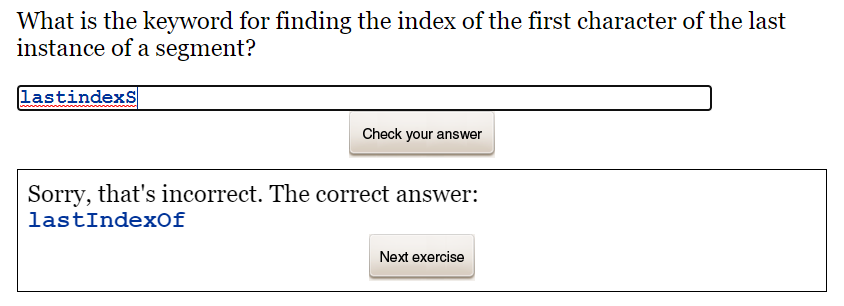 What is the keyword for finding the index of the first character of the last
instance of a segment?
lastindexS
Check your answer
Sorry, that's incorrect. The correct answer:
lastIndexOf
Next exercise